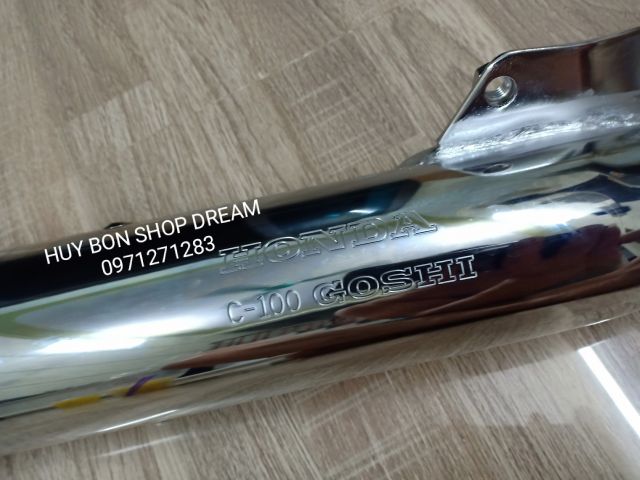 HUY BON SHOP DREAM
0971271283
HONDA
C-100 GOSHI